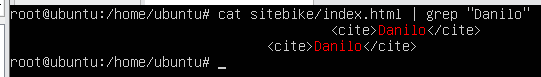 root@ubuntu:/home/ubuntu# cat sitebike/index.html | grep "Danilo"
<cite>Danilo</cite>
<cite>Danilo</cite>
root@ubuntu:/home/ubuntu# _